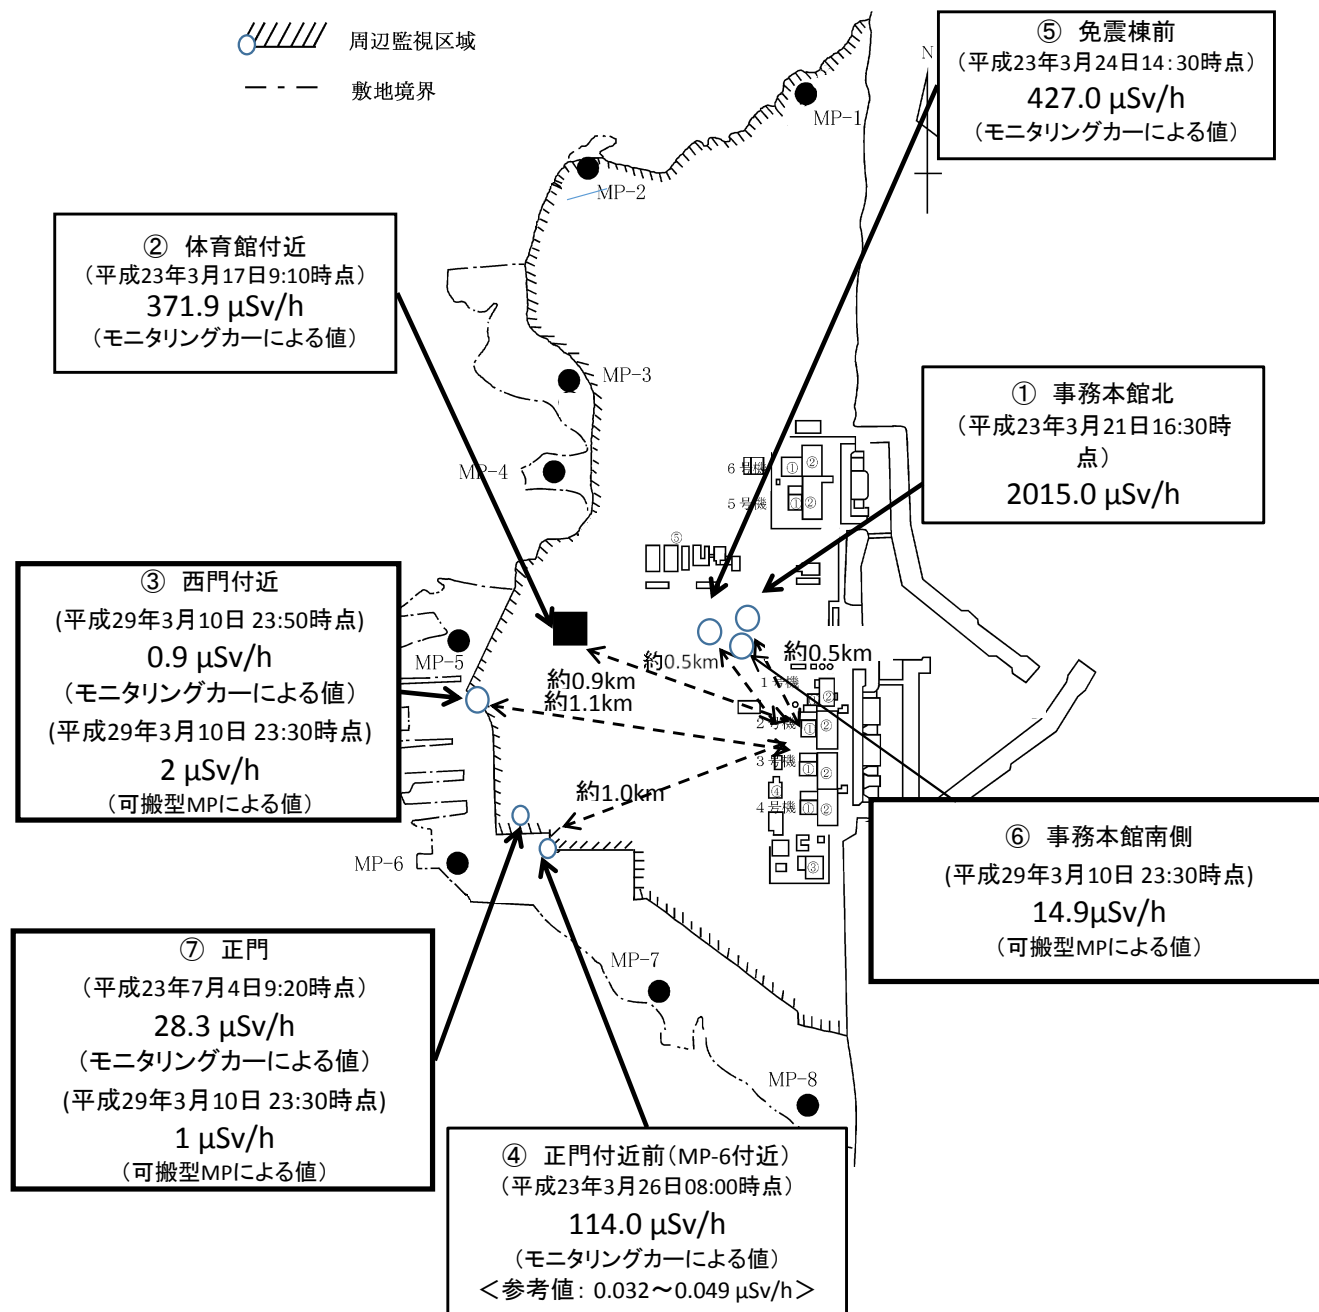 周辺監視区域
敷地境界
⑤ 免震棟前
(平成23年3月24日14:30時点)
427.0 μSv/h
(モニタリングカーによる値)
N
MP-1
MP-2
② 体育館付近
(平成23年3月17日9:10時点)
371.9 μSv/h
(モニタリングカーによる値)
MP-3
① 事務本館北
(平成23年3月21日16:30時
点)
2015.0 μSv/h
MP-4
6号機
①
②
5号機
①
②
⑤
③ 西門付近
(平成29年3月10日 23:50時点)
0.9 μSv/h
(モニタリングカーによる値)
(平成29年3月10日 23:30時点)
2 μSv/h
(可搬型MPによる値)
MP-5
約0.5km
約0.5km
約0.9km
約1.1km
1号機
②
2号機
①
②
3号機
①
②
④
4号機
①
②
③
約1.0km
MP-6
⑥ 事務本館南側
(平成29年3月10日 23:30時点)
14.9μSv/h
(可搬型MPによる値)
⑦ 正門
(平成23年7月4日9:20時点)
28.3 μSv/h
(モニタリングカーによる値)
(平成29年3月10日 23:30時点)
1 μSv/h
(可搬型MPによる値)
MP-7
MP-8
④ 正門付近前(MP-6付近)
(平成23年3月26日08:00時点)
114.0 μSv/h
(モニタリングカーによる値)
<参考値: 0.032~0.049 μSv/h>